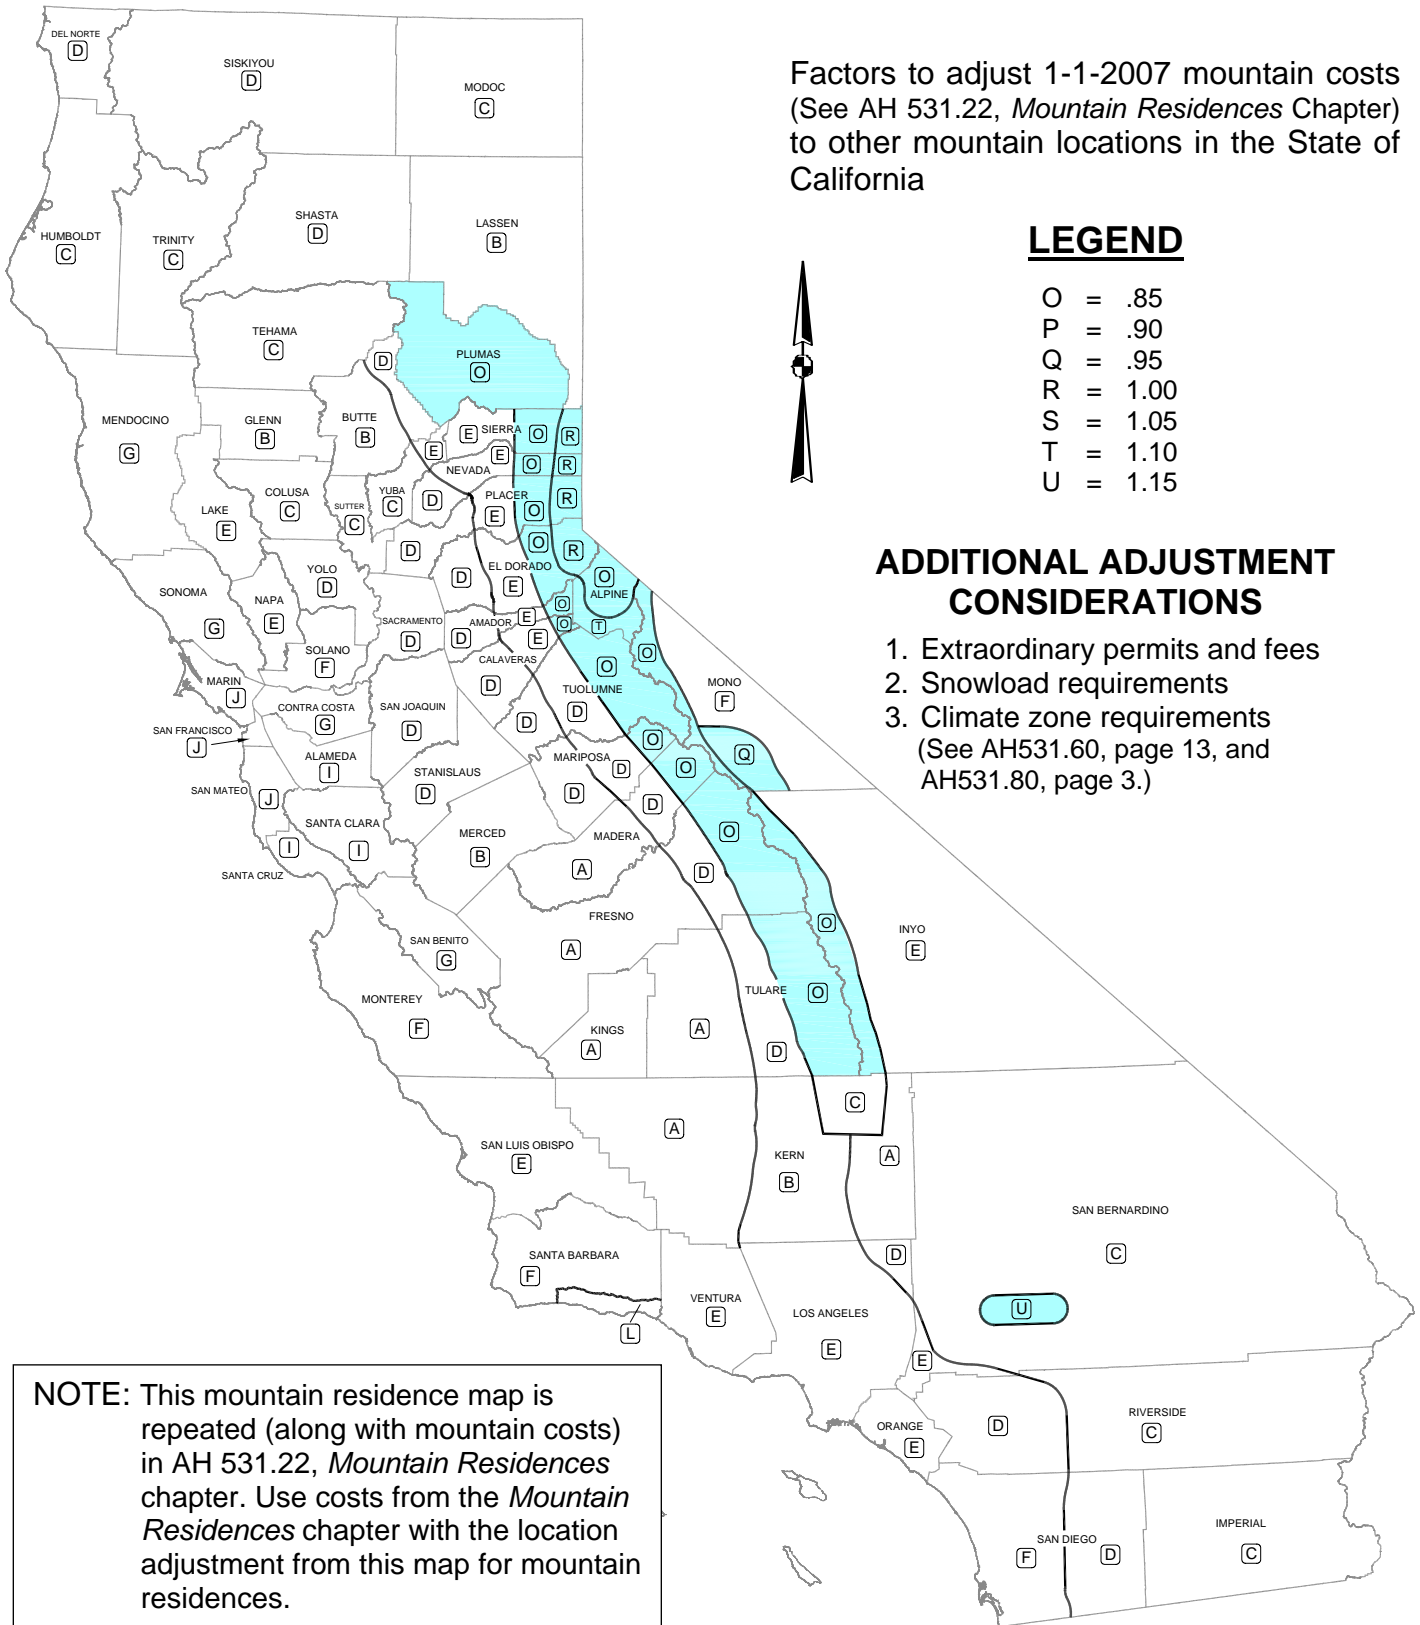 Factors to adjust 1-1-2007 mountain costs
(See AH 531.22, Mountain Residences Chapter)
to other mountain locations in the State of
California
LEGEND
O = .85
P = .90
Q = .95
R = 1.00
S = 1.05
T = 1.10
U = 1.15
ADDITIONAL ADJUSTMENT
CONSIDERATIONS
1. Extraordinary permits and fees
2. Snowload requirements
3. Climate zone requirements
(See AH531.60, page 13, and
AH531.80, page 3.)
DEL NORTE
D
SISKIYOU
D
MODOC
C
HUMBOLDT
C
TRINITY
C
SHASTA
D
LASSEN
B
TEHAMA
C
D
PLUMAS
O
MENDOCINO
G
GLENN
B
BUTTE
B
E
SIERRA
E
O
R
NEVADA
E
O
R
D
LAKE
E
COLUSA
C
SUTTER
C
YUBA
C
PLACER
E
O
R
D
YOLO
D
EL DORADO
D
E
O
R
SONOMA
G
NAPA
E
SOLANO
F
SACRAMENTO
D
AMADOR
D
E
O
ALPINE
O
T
CALAVERAS
D
E
O
MARIN
J
CONTRA COSTA
G
SAN JOAQUIN
D
TUOLUMNE
D
D
O
O
MONO
F
Q
SAN FRANCISCO
J
ALAMEDA
I
STANISLAUS
D
MARIPOSA
D
D
O
SAN MATEO
J
SANTA CLARA
I
I
SANTA CRUZ
MERCED
B
MADERA
A
D
O
FRESNO
A
D
O
SAN BENITO
G
MONTEREY
F
KINGS
A
TULARE
A
D
O
INYO
E
O
SAN LUIS OBISPO
E
KERN
A
B
C
A
SANTA BARBARA
F
L
VENTURA
E
LOS ANGELES
E
D
SAN BERNARDINO
C
U
E
ORANGE
E
RIVERSIDE
D
C
SAN DIEGO
F
D
IMPERIAL
C
NOTE: This mountain residence map is
repeated (along with mountain costs)
in AH 531.22, Mountain Residences
chapter. Use costs from the Mountain
Residences chapter with the location
adjustment from this map for mountain
residences.